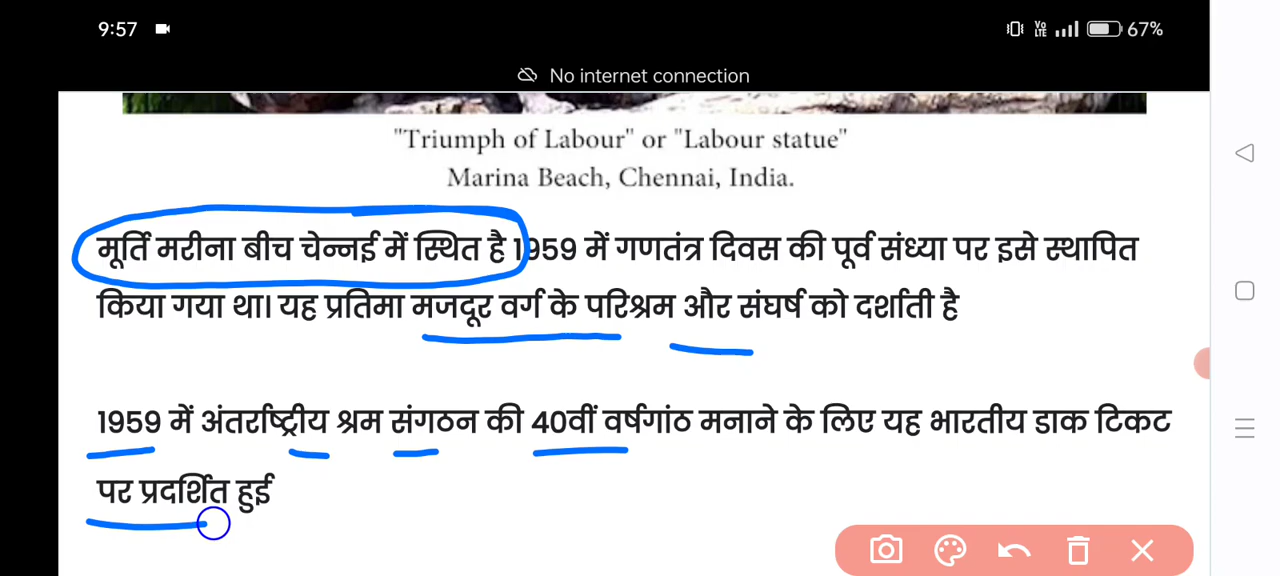 9:57 Vo LTE 67%
No internet connection
"Triumph of Labour" or "Labour statue"
Marina Beach, Chennai, India.
मूर्ति मरीना बीच चेन्नई में स्थित है 1959 में गणतंत्र दिवस की पूर्व संध्या पर इसे स्थापित
किया गया था। यह प्रतिमा मजदूर वर्ग के परिश्रम और संघर्ष को दर्शाती है
1959 में अंतर्राष्ट्रीय श्रम संगठन की 40वीं वर्षगांठ मनाने के लिए यह भारतीय डाक टिकट
पर प्रदर्शित हुई